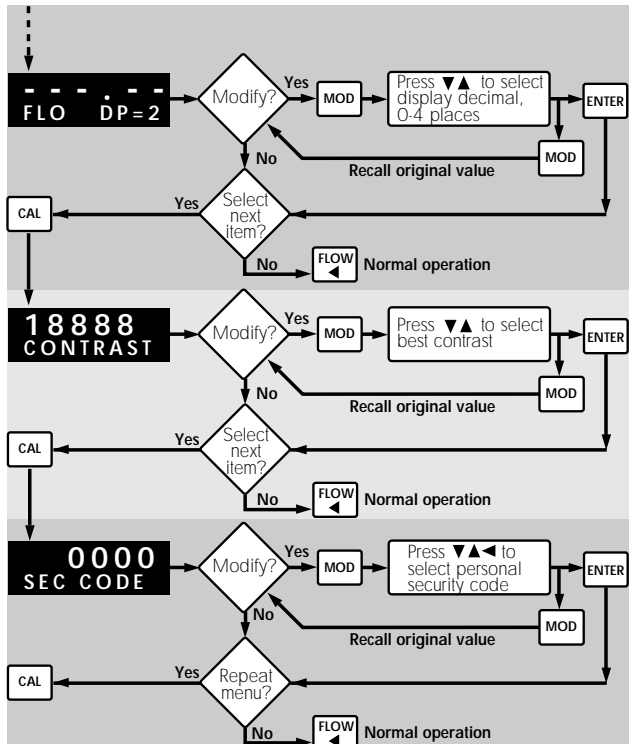 - - - . - -
FLO DP=2
Modify?
Yes
MOD
Press ▼▲ to select
display decimal,
0-4 places
ENTER
MOD
No
Recall original value
CAL
Yes
Select
next
item?
No
FLOW
◄
Normal operation
18888
CONTRAST
Modify?
Yes
MOD
Press ▼▲ to select
best contrast
ENTER
MOD
No
Recall original value
CAL
Yes
Select
next
item?
No
FLOW
◄
Normal operation
0000
SEC CODE
Modify?
Yes
MOD
Press ▼▲◄ to
select personal
security code
ENTER
MOD
No
Recall original value
CAL
Yes
Repeat
menu?
No
FLOW
◄
Normal operation